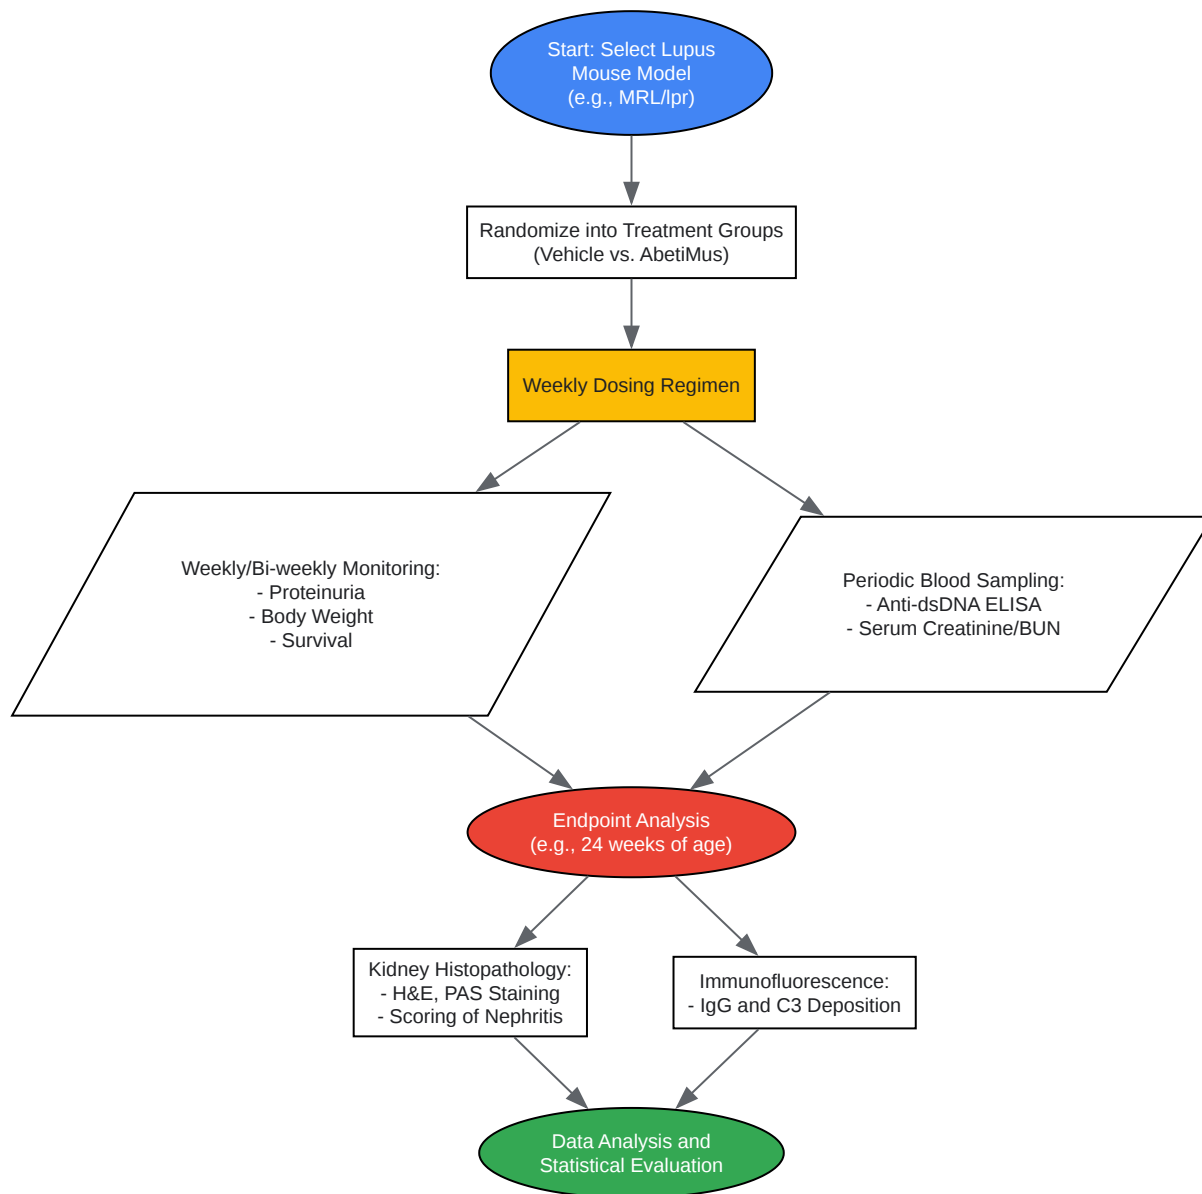 Start: Select Lupus
Mouse Model
(e.g., MRL/lpr)
Randomize into Treatment Groups
(Vehicle vs. AbetiMus)
Weekly Dosing Regimen
Weekly/Bi-weekly Monitoring:
- Proteinuria
- Body Weight
- Survival
Periodic Blood Sampling:
- Anti-dsDNA ELISA
- Serum Creatinine/BUN
Endpoint Analysis
(e.g., 24 weeks of age)
Kidney Histopathology:
- H&E, PAS Staining
- Scoring of Nephritis
Immunofluorescence:
- IgG and C3 Deposition
Data Analysis and
Statistical Evaluation